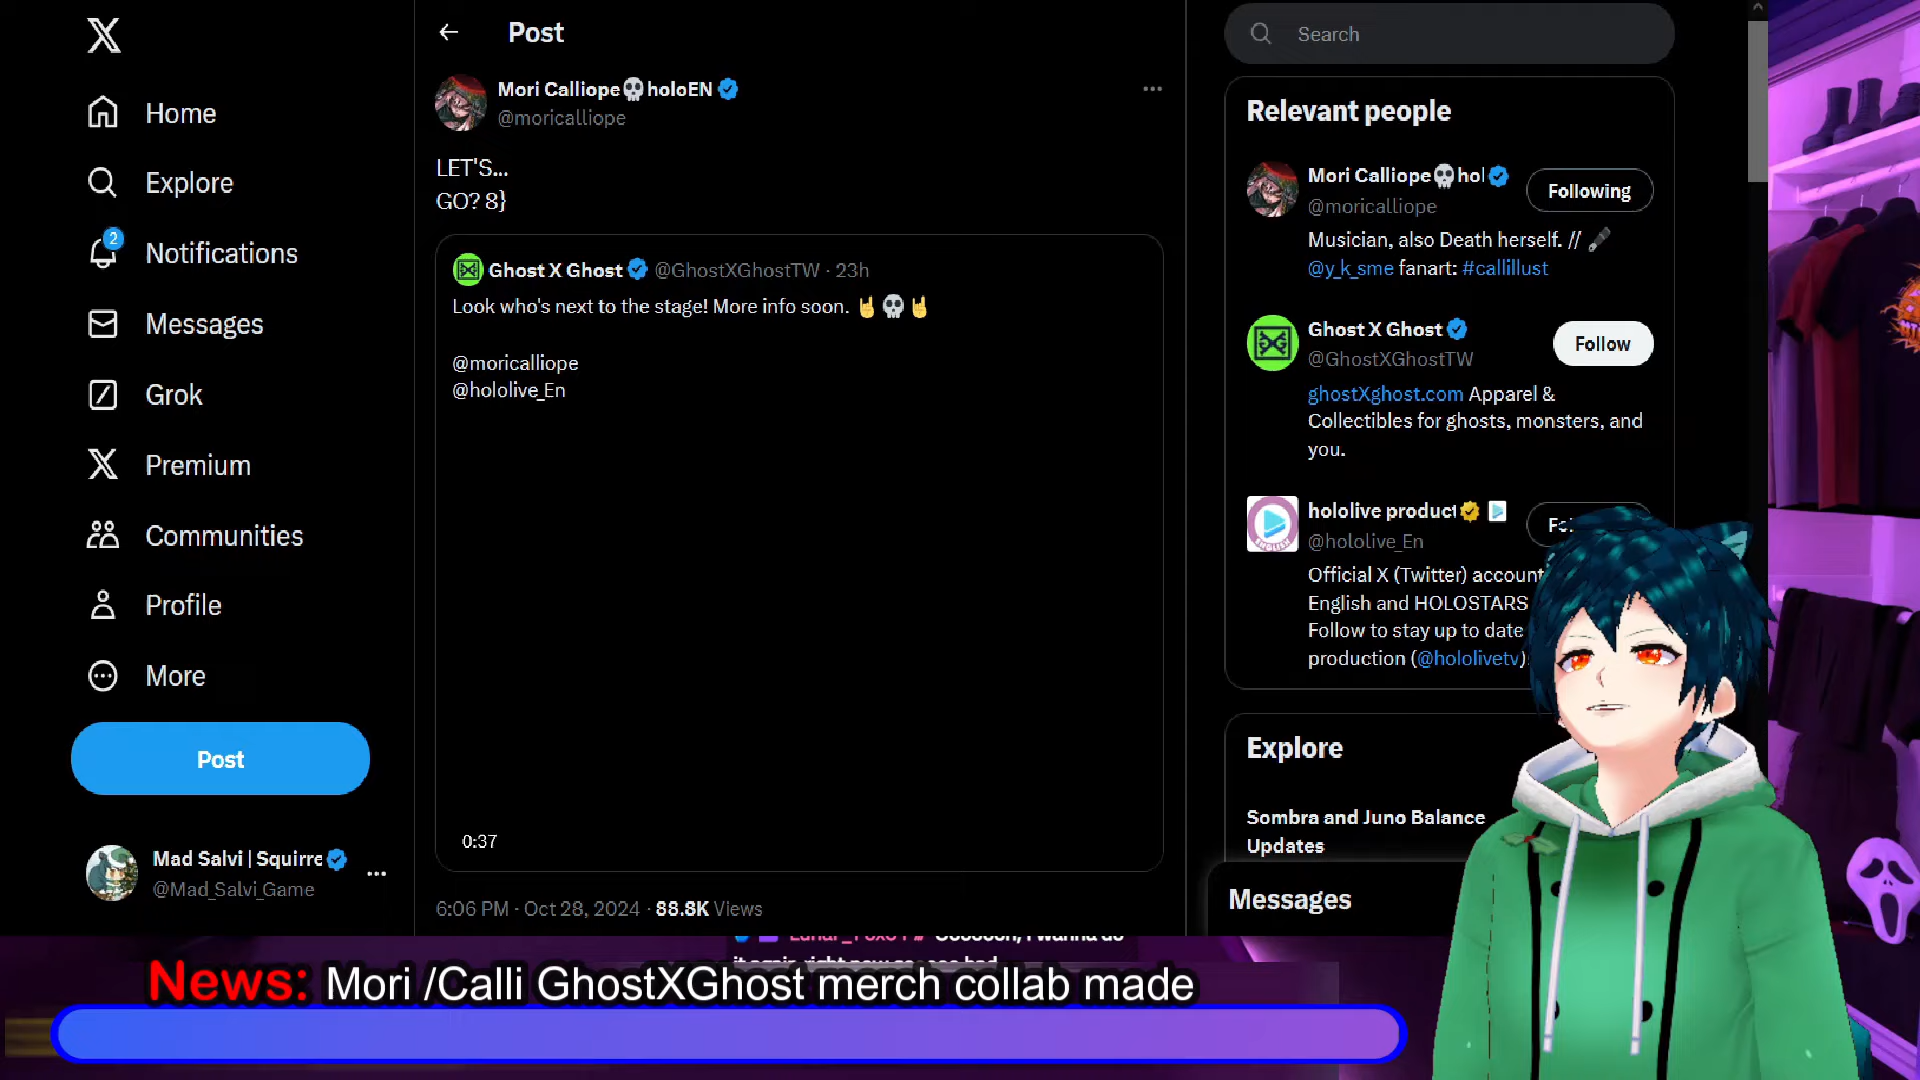 Home
Explore
2
Notifications
Messages
Grok
Premium
Communities
Profile
More
Post
Mad Salvi | Squirre
@Mad_Salvi_Game
Post
Mori Calliope💀holoEN
@moricalliope
LET'S...
GO? 8}
Ghost X Ghost @GhostXGhostTW · 23h
Look who's next to the stage! More info soon. 🤘💀🤘
@moricalliope
@hololive_En
0:37
6:06 PM · Oct 28, 2024 · 88.8K Views
Search
Relevant people
Mori Calliope💀hol
@moricalliope
Following
Musician, also Death herself. //
@y_k_sme fanart: #callillust
Ghost X Ghost
@GhostXGhostTW
Follow
ghostXghost.com Apparel &
Collectibles for ghosts, monsters, and
you.
hololive product
@hololive_En
Official X (Twitter) account
English and HOLOSTARS
Follow to stay up to date
production (@hololivetv)
Explore
Sombra and Juno Balance
Updates
Messages
News: Mori /Calli GhostXGhost merch collab made